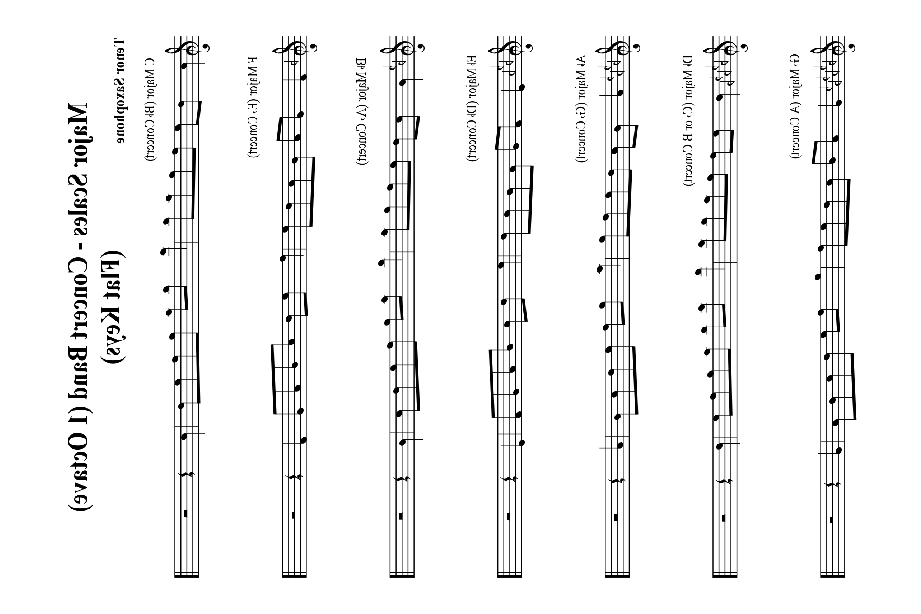 Major Scales - Concert Band (1 Octave)
(Flat Keys)
Tenor Saxophone
C Major (B♭ Concert)
F Major (E♭ Concert)
B♭ Major (A♭ Concert)
E♭ Major (D♭ Concert)
A♭ Major (G♭ Concert)
D♭ Major (C♭ or B Concert)
G♭ Major (A Concert)